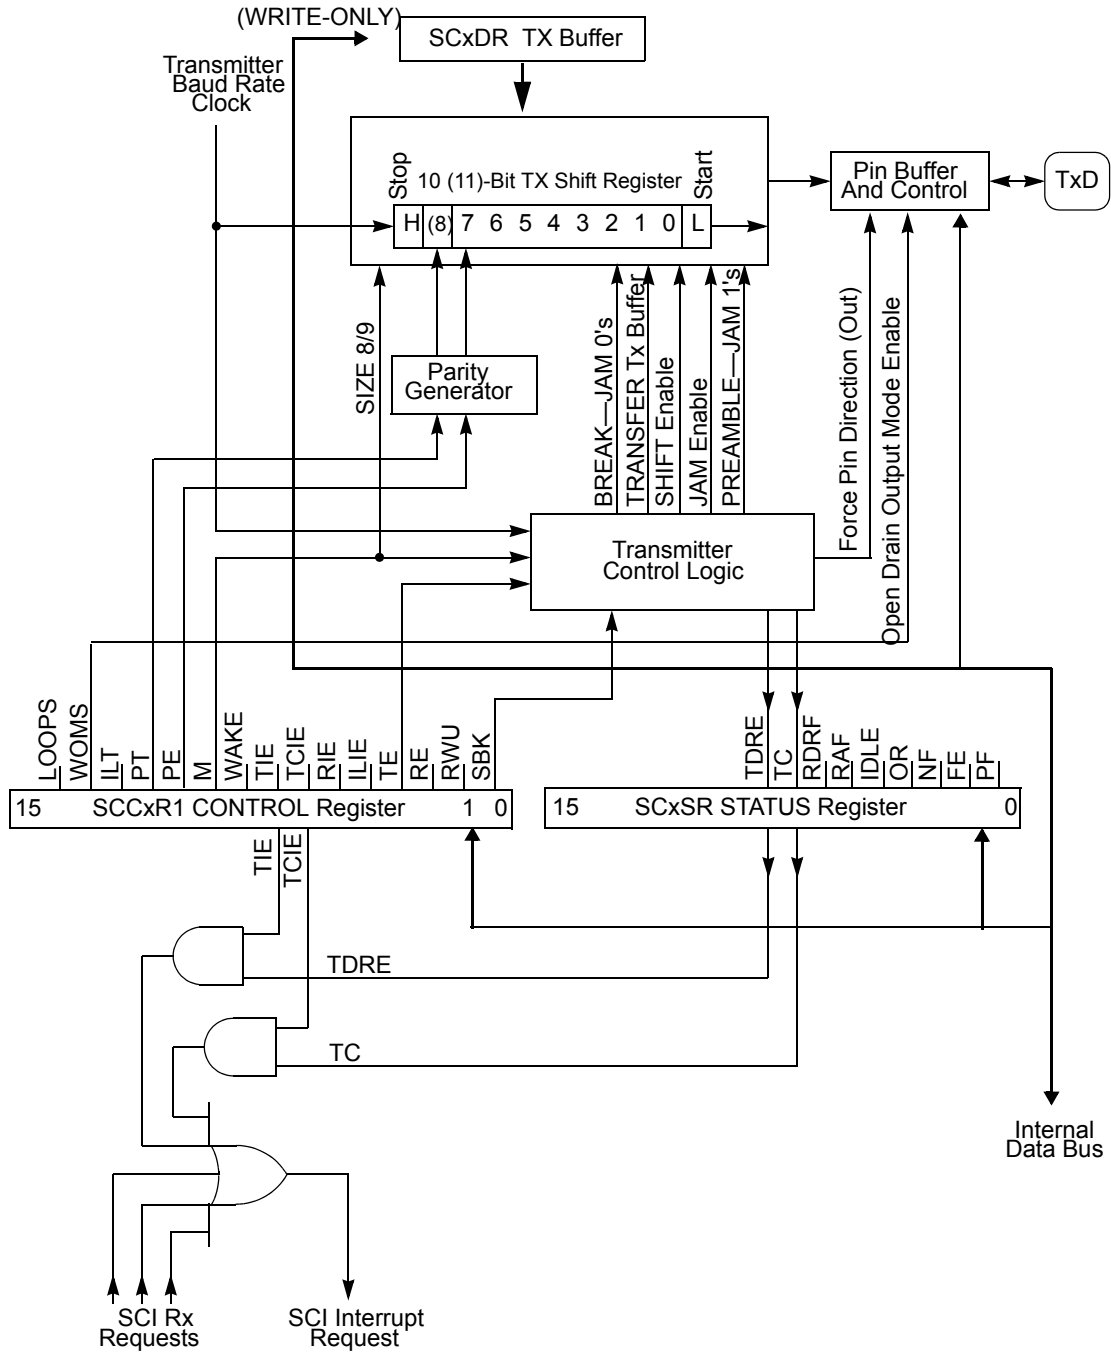 (WRITE-ONLY)
SCxDR TX Buffer
Transmitter
Baud Rate
Clock
Stop
10 (11)-Bit TX Shift Register
Start
H (8) 7 6 5 4 3 2 1 0 L
Pin Buffer
And Control
TxD
SIZE 8/9
Parity
Generator
BREAK—JAM 0's
TRANSFER Tx Buffer
SHIFT Enable
JAM Enable
PREAMBLE—JAM 1's
Force Pin Direction (Out)
Open Drain Output Mode Enable
Transmitter
Control Logic
LOOPS
WOMS
ILT
PT
PE
M
WAKE
TIE
TCIE
RIE
ILIE
TE
RE
RWU
SBK
TDRE
TC
RDRF
RAF
IDLE
OR
NF
FE
PF
15 SCCxR1 CONTROL Register 1 0
15 SCxSR STATUS Register 0
TIE
TCIE
TDRE
TC
Internal
Data Bus
SCI Rx
Requests
SCI Interrupt
Request